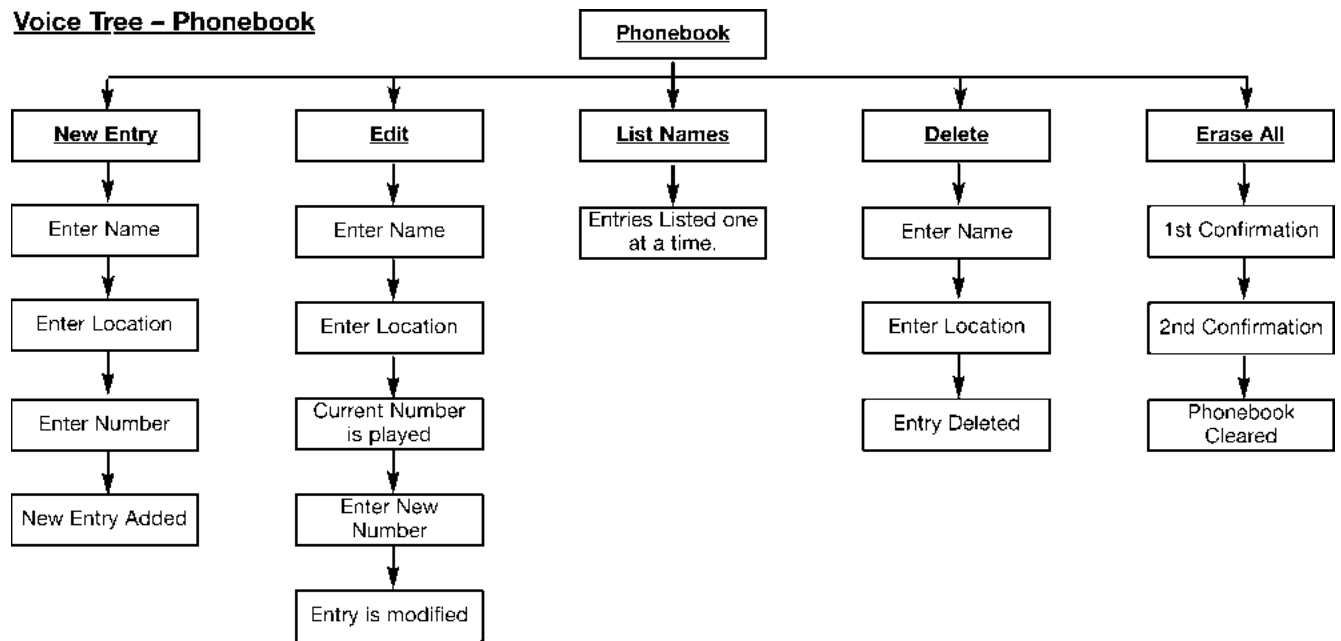 Voice Tree – Phonebook
Phonebook
New Entry
Enter Name
Enter Location
Enter Number
New Entry Added
Edit
Enter Name
Enter Location
Current Number
is played
Enter New
Number
Entry is modified
List Names
Entries Listed one
at a time.
Delete
Enter Name
Enter Location
Entry Deleted
Erase All
1st Confirmation
2nd Confirmation
Phonebook
Cleared